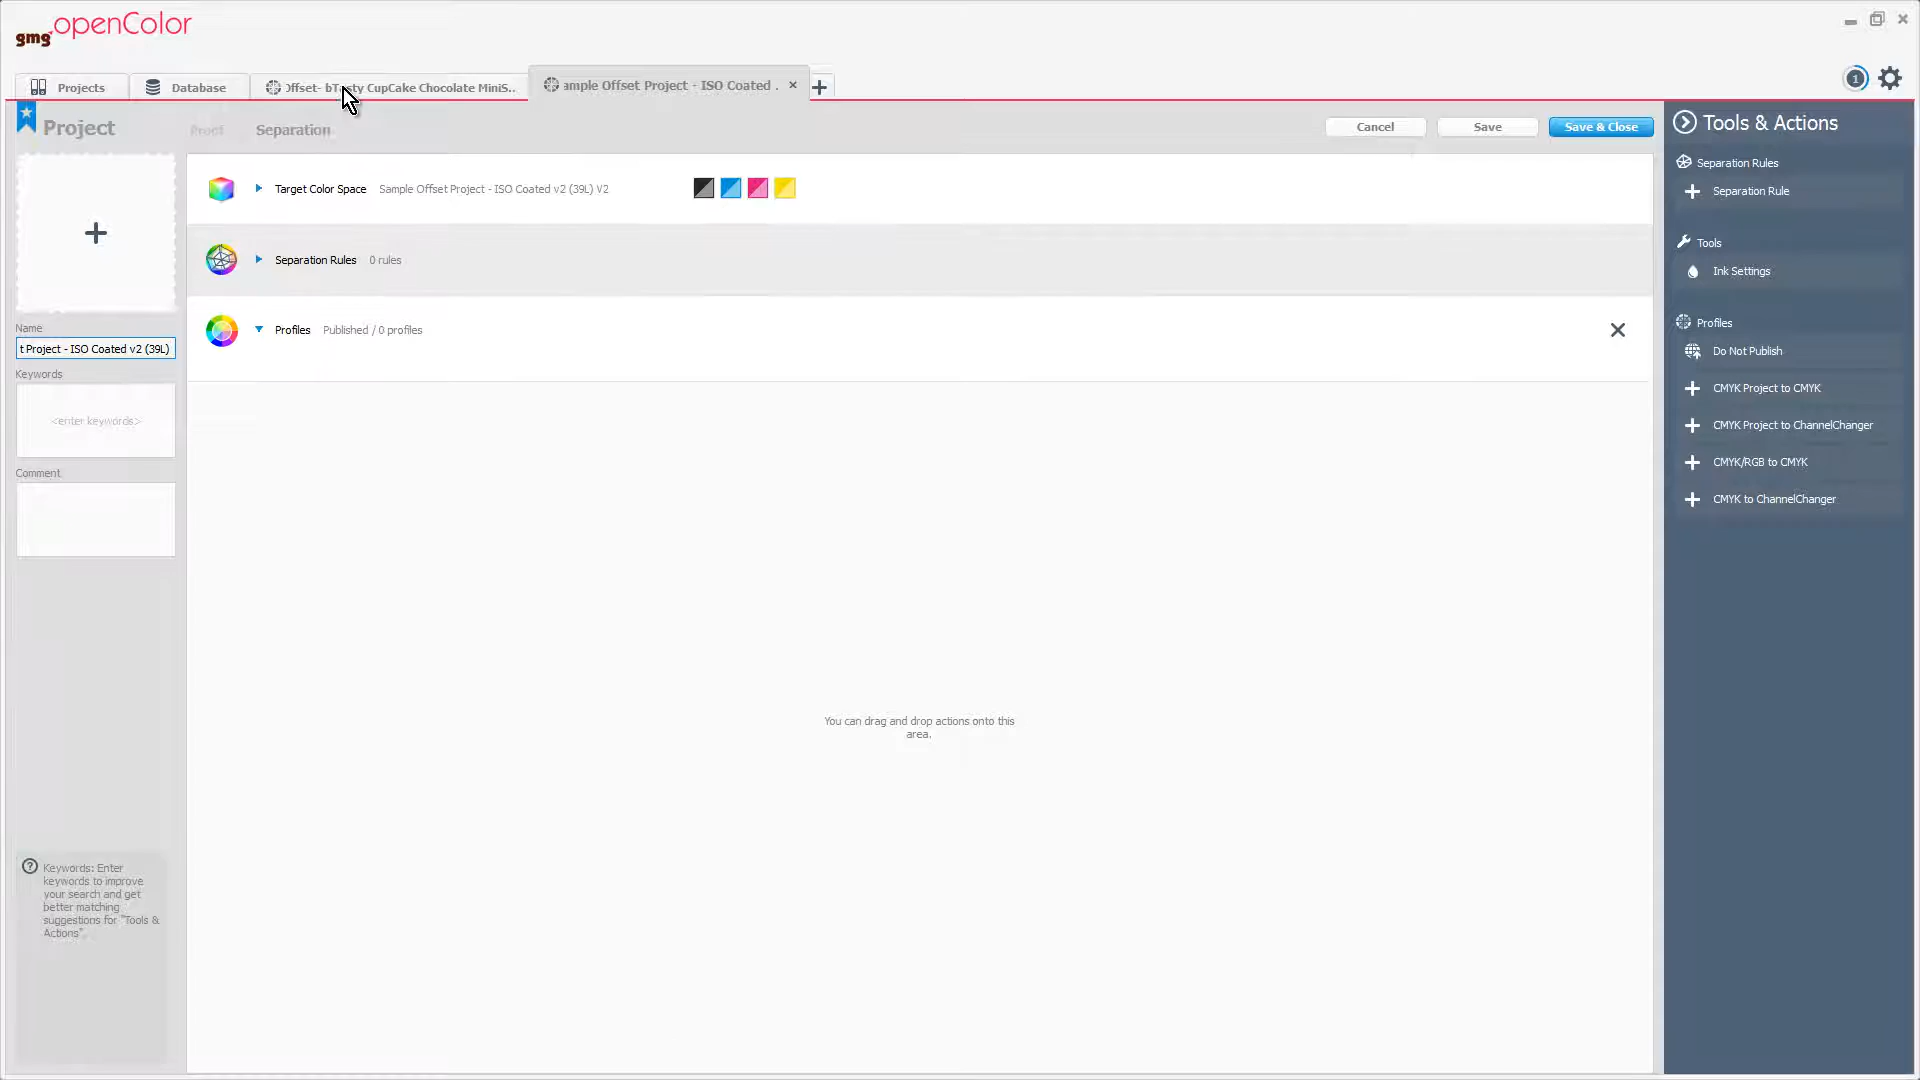 gmg openColor
Projects
Database
Offset- bTasty CupCake Chocolate MiniS..
ample Offset Project - ISO Coated .
1
Project
Proof
Separation
Cancel
Save
Save & Close
Target Color Space
Sample Offset Project - ISO Coated v2 (39L) V2
Separation Rules
0 rules
Profiles
Published / 0 profiles
You can drag and drop actions onto this
area.
Name
t Project - ISO Coated v2 (39L)
Keywords
<enter keywords>
Comment
Keywords: Enter
keywords to improve
your search and get
better matching
suggestions for "Tools &
Actions".
Tools & Actions
Separation Rules
Separation Rule
Tools
Ink Settings
Profiles
Do Not Publish
CMYK Project to CMYK
CMYK Project to ChannelChanger
CMYK/RGB to CMYK
CMYK to ChannelChanger